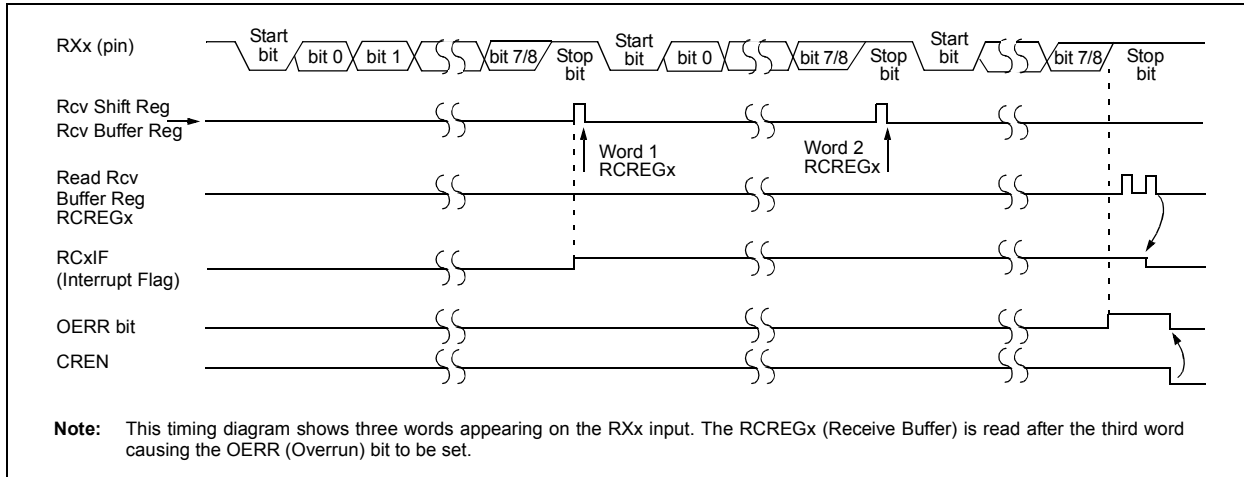 RXx (pin)
Start bit
bit 0
bit 1
bit 7/8
Stop bit
Start bit
bit 0
bit 7/8
Stop bit
Start bit
bit 7/8
Stop bit
Rcv Shift Reg
Rcv Buffer Reg
Word 1
RCREGx
Word 2
RCREGx
Read Rcv
Buffer Reg
RCREGx
RCxIF
(Interrupt Flag)
OERR bit
CREN
Note: This timing diagram shows three words appearing on the RXx input. The RCREGx (Receive Buffer) is read after the third word
causing the OERR (Overrun) bit to be set.